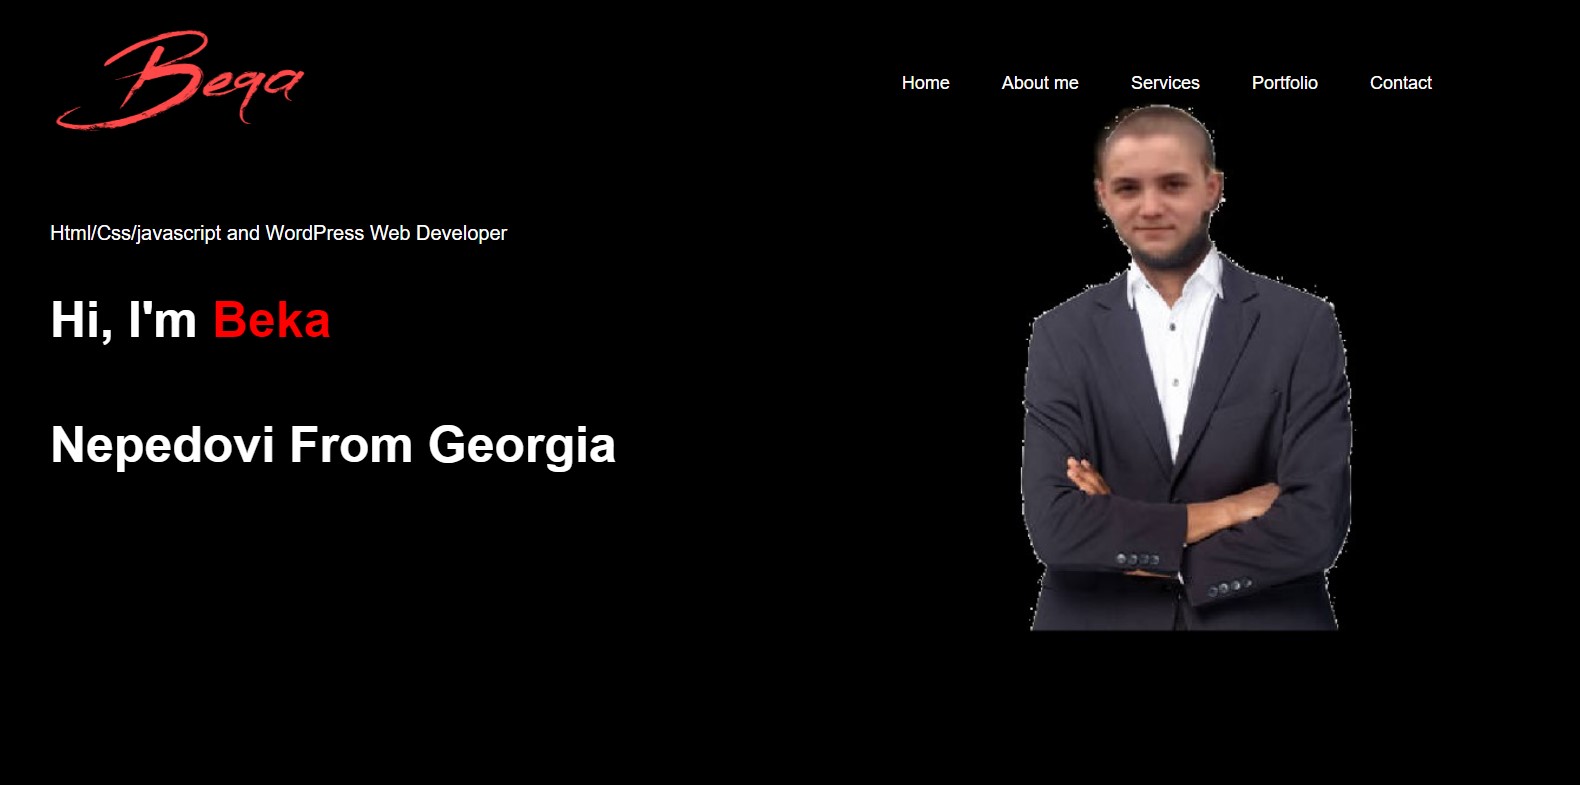 Beqa
Home About me Services Portfolio Contact
Html/Css/javascript and WordPress Web Developer
Hi, I'm Beka
Nepedovi From Georgia